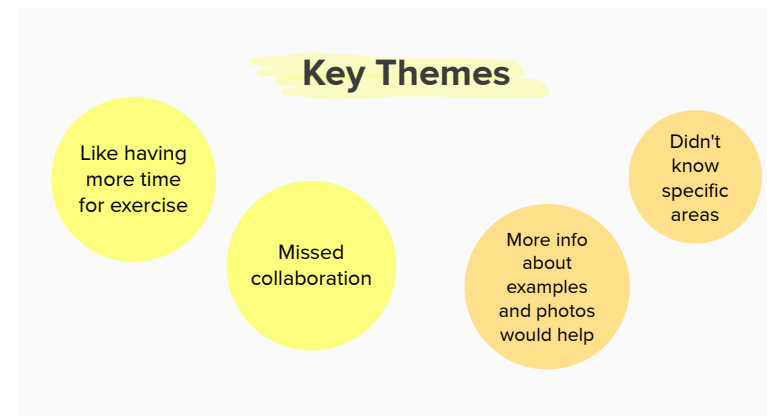 Key Themes
Like having
more time
for exercise
Missed
collaboration
More info
about
examples
and photos
would help
Didn't
know
specific
areas